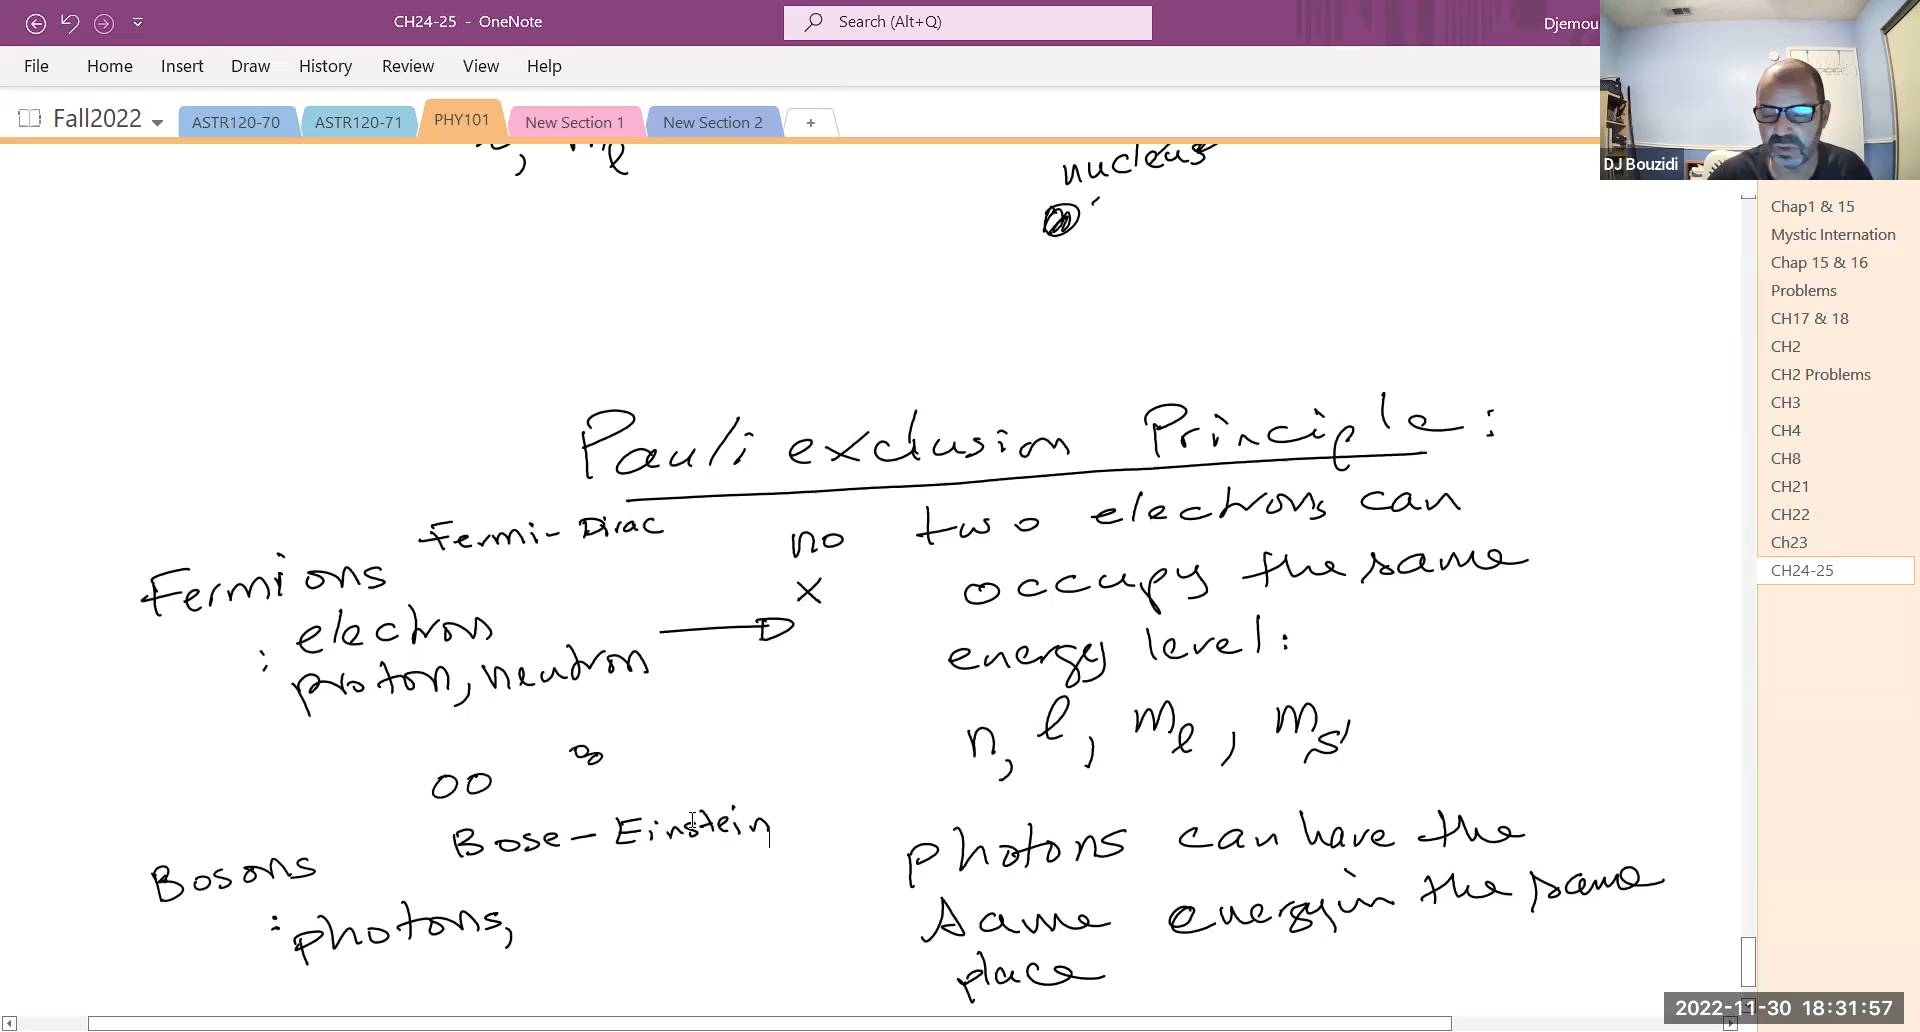 CH24-25 - OneNote
Search (Alt+Q)
Djemou
File Home Insert Draw History Review View Help
Fall2022
ASTR120-70
ASTR120-71
PHY101
New Section 1
New Section 2
+
DJ Bouzidi
nucleus
Pauli exclusion Principle:
Fermi-Dirac
no two electrons can
x
occupy the same
energy level:
n, l, ml, ms,
Fermions
: electron
proton, neutron
Bose-Einstein
Bosons
: photons,
photons can have the
same energy in the same
place
Chap1 & 15
Mystic Internation
Chap 15 & 16
Problems
CH17 & 18
CH2
CH2 Problems
CH3
CH4
CH8
CH21
CH22
Ch23
CH24-25
2022-11-30 18:31:57